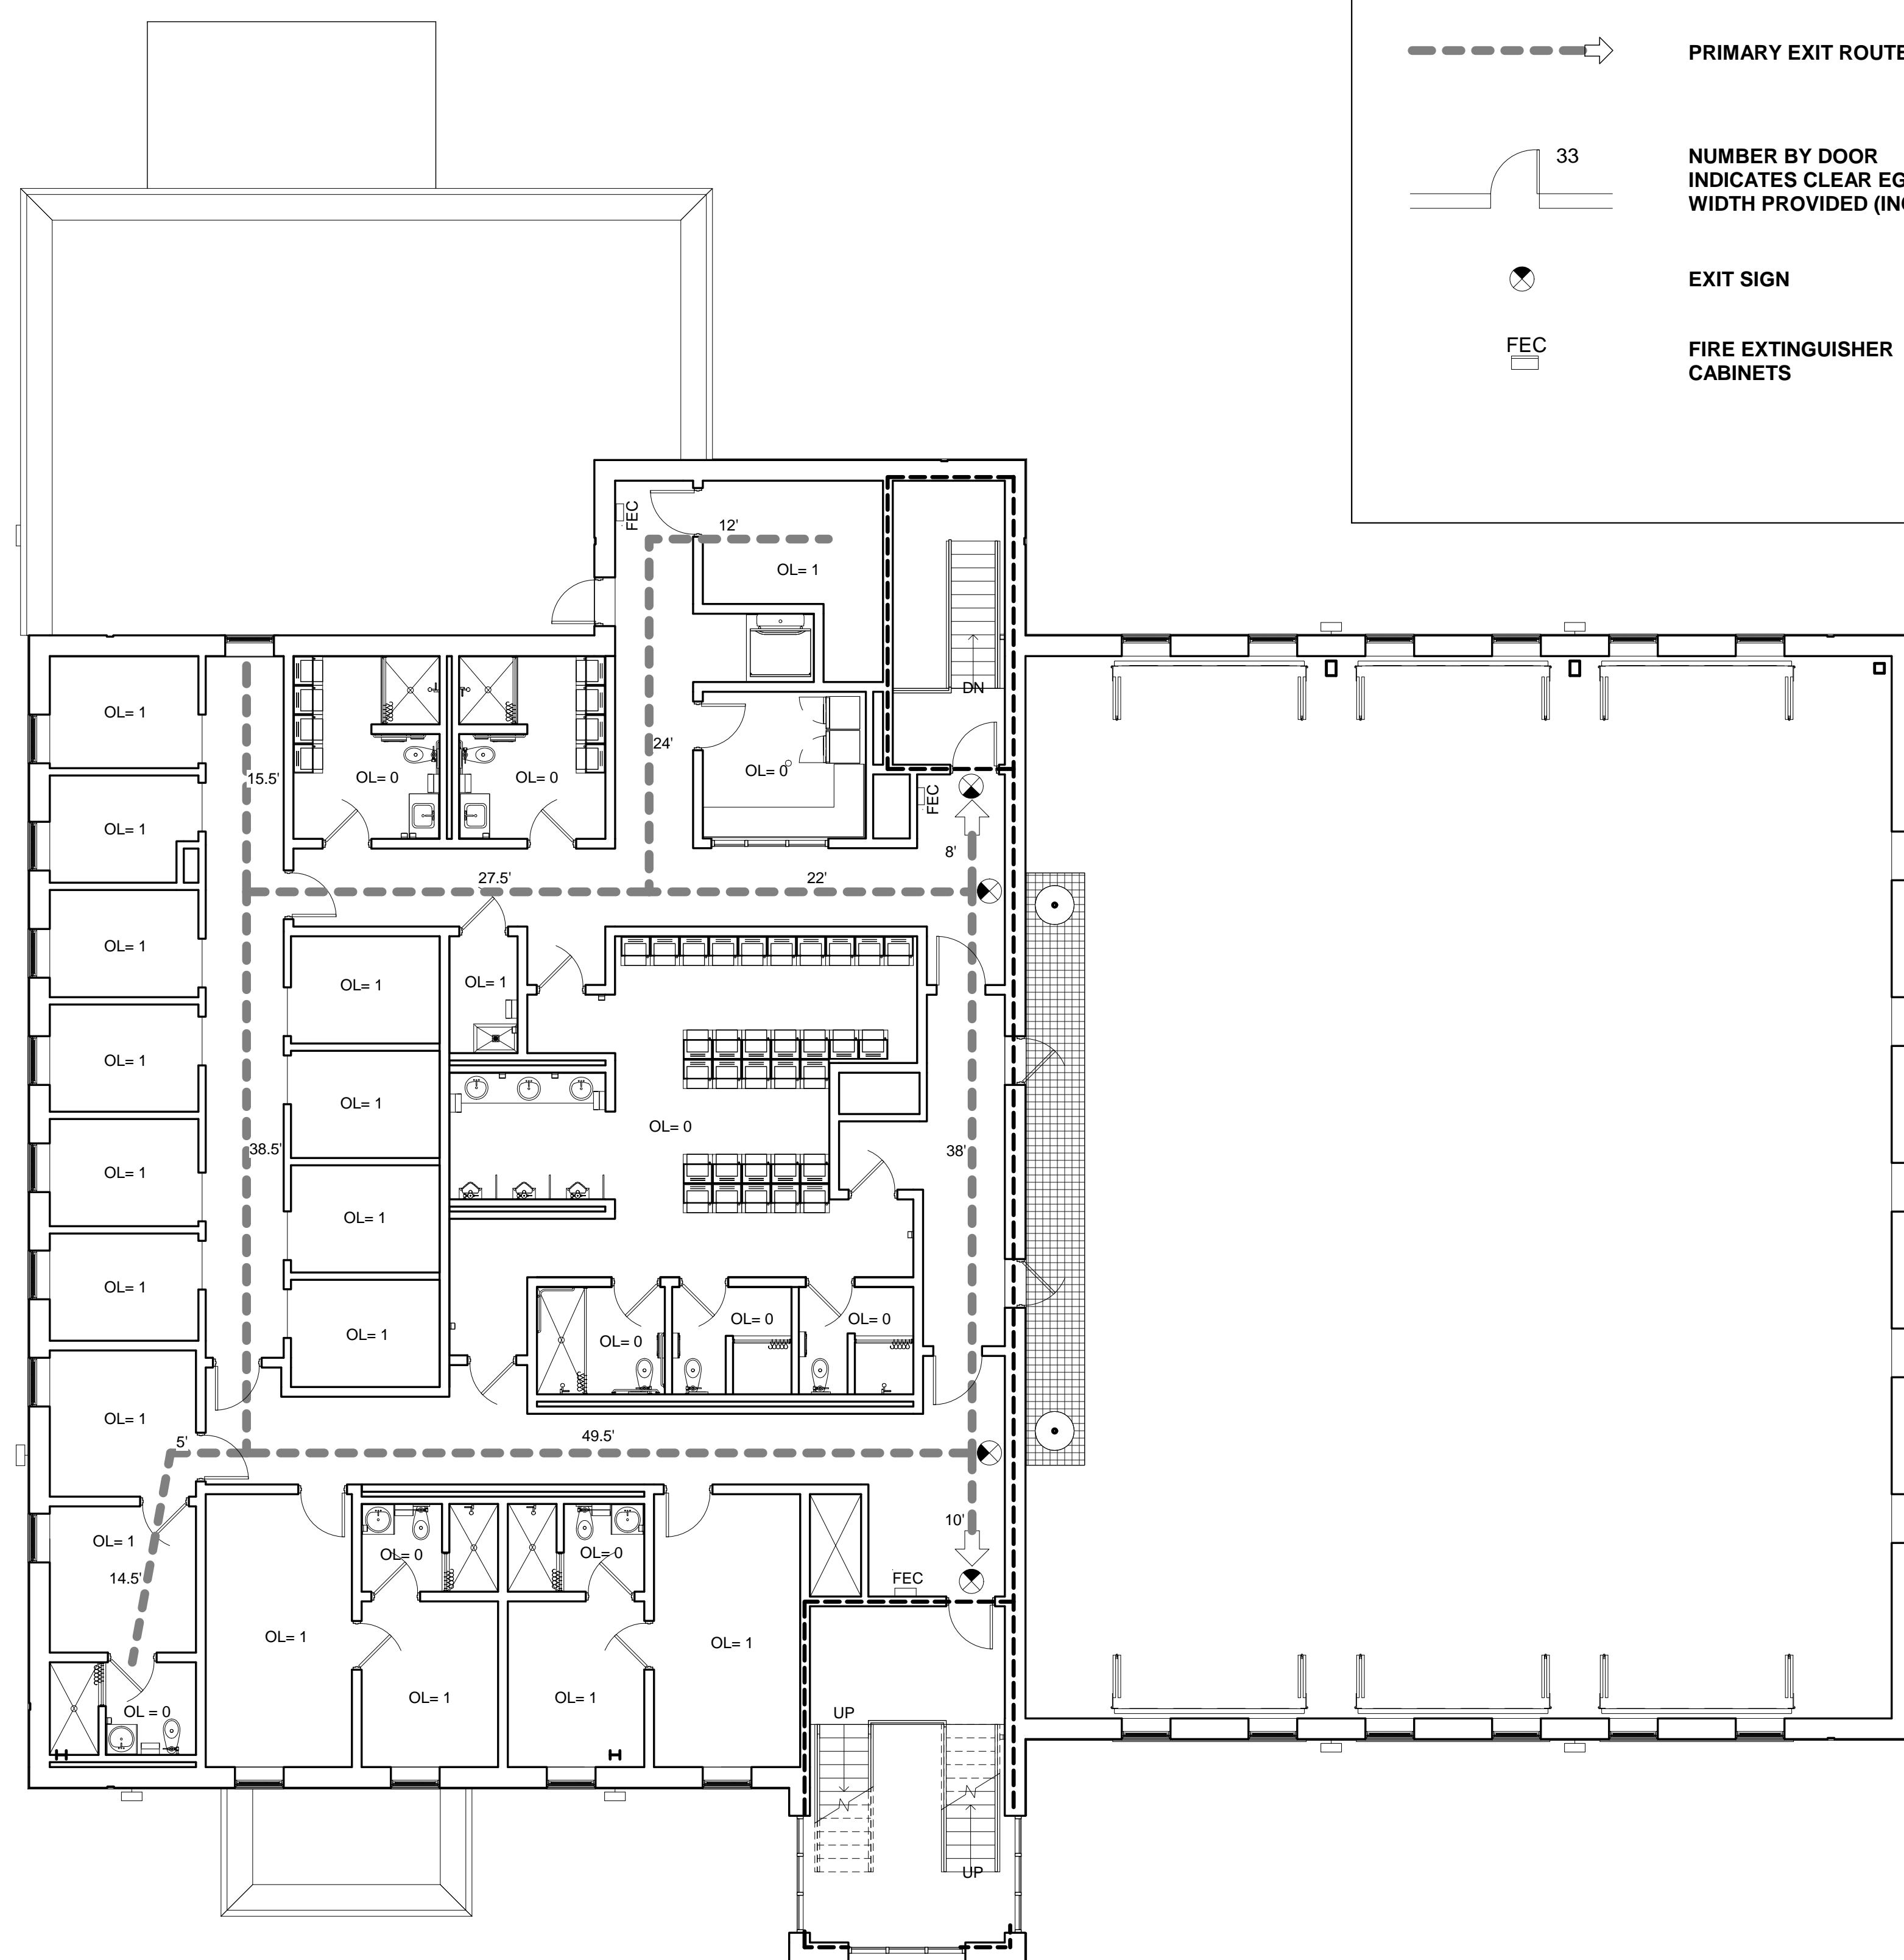 PRIMARY EXIT ROUTE
33
NUMBER BY DOOR
INDICATES CLEAR EG
WIDTH PROVIDED (IN
EXIT SIGN
FEC
FIRE EXTINGUISHER
CABINETS
FEC
12'
OL= 1
DN
OL= 1
24'
15.5'
OL= 0
OL= 0
OL= 0
FEC
OL= 1
8'
27.5'
22'
OL= 1
OL= 1
OL= 1
OL= 1
OL= 1
OL= 0
38.5'
38'
OL= 1
OL= 1
OL= 1
OL= 0
OL= 0
OL= 0
OL= 1
OL= 1
5'
49.5'
10'
OL= 1
OL= 0
OL= 0
14.5'
FEC
OL= 1
OL= 1
OL= 1
OL= 1
OL = 0
UP
UP